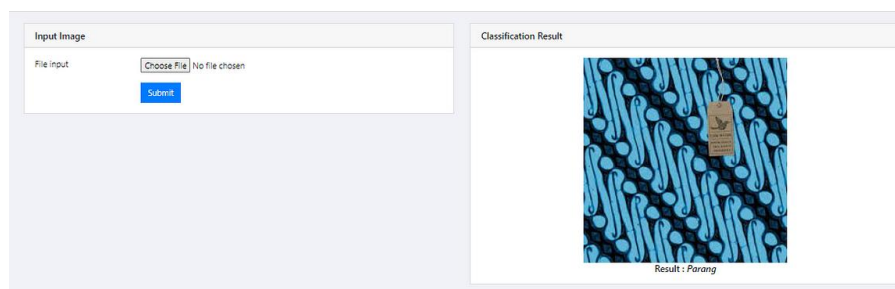 Input Image
File input
Choose File No file chosen
Submit
Classification Result
Result : Parang